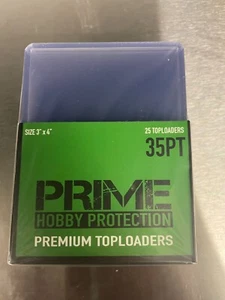 SIZE 3" x 4"
25 TOPLOADERS
35PT
PRIME
HOBBY PROTECTION
PREMIUM TOPLOADERS